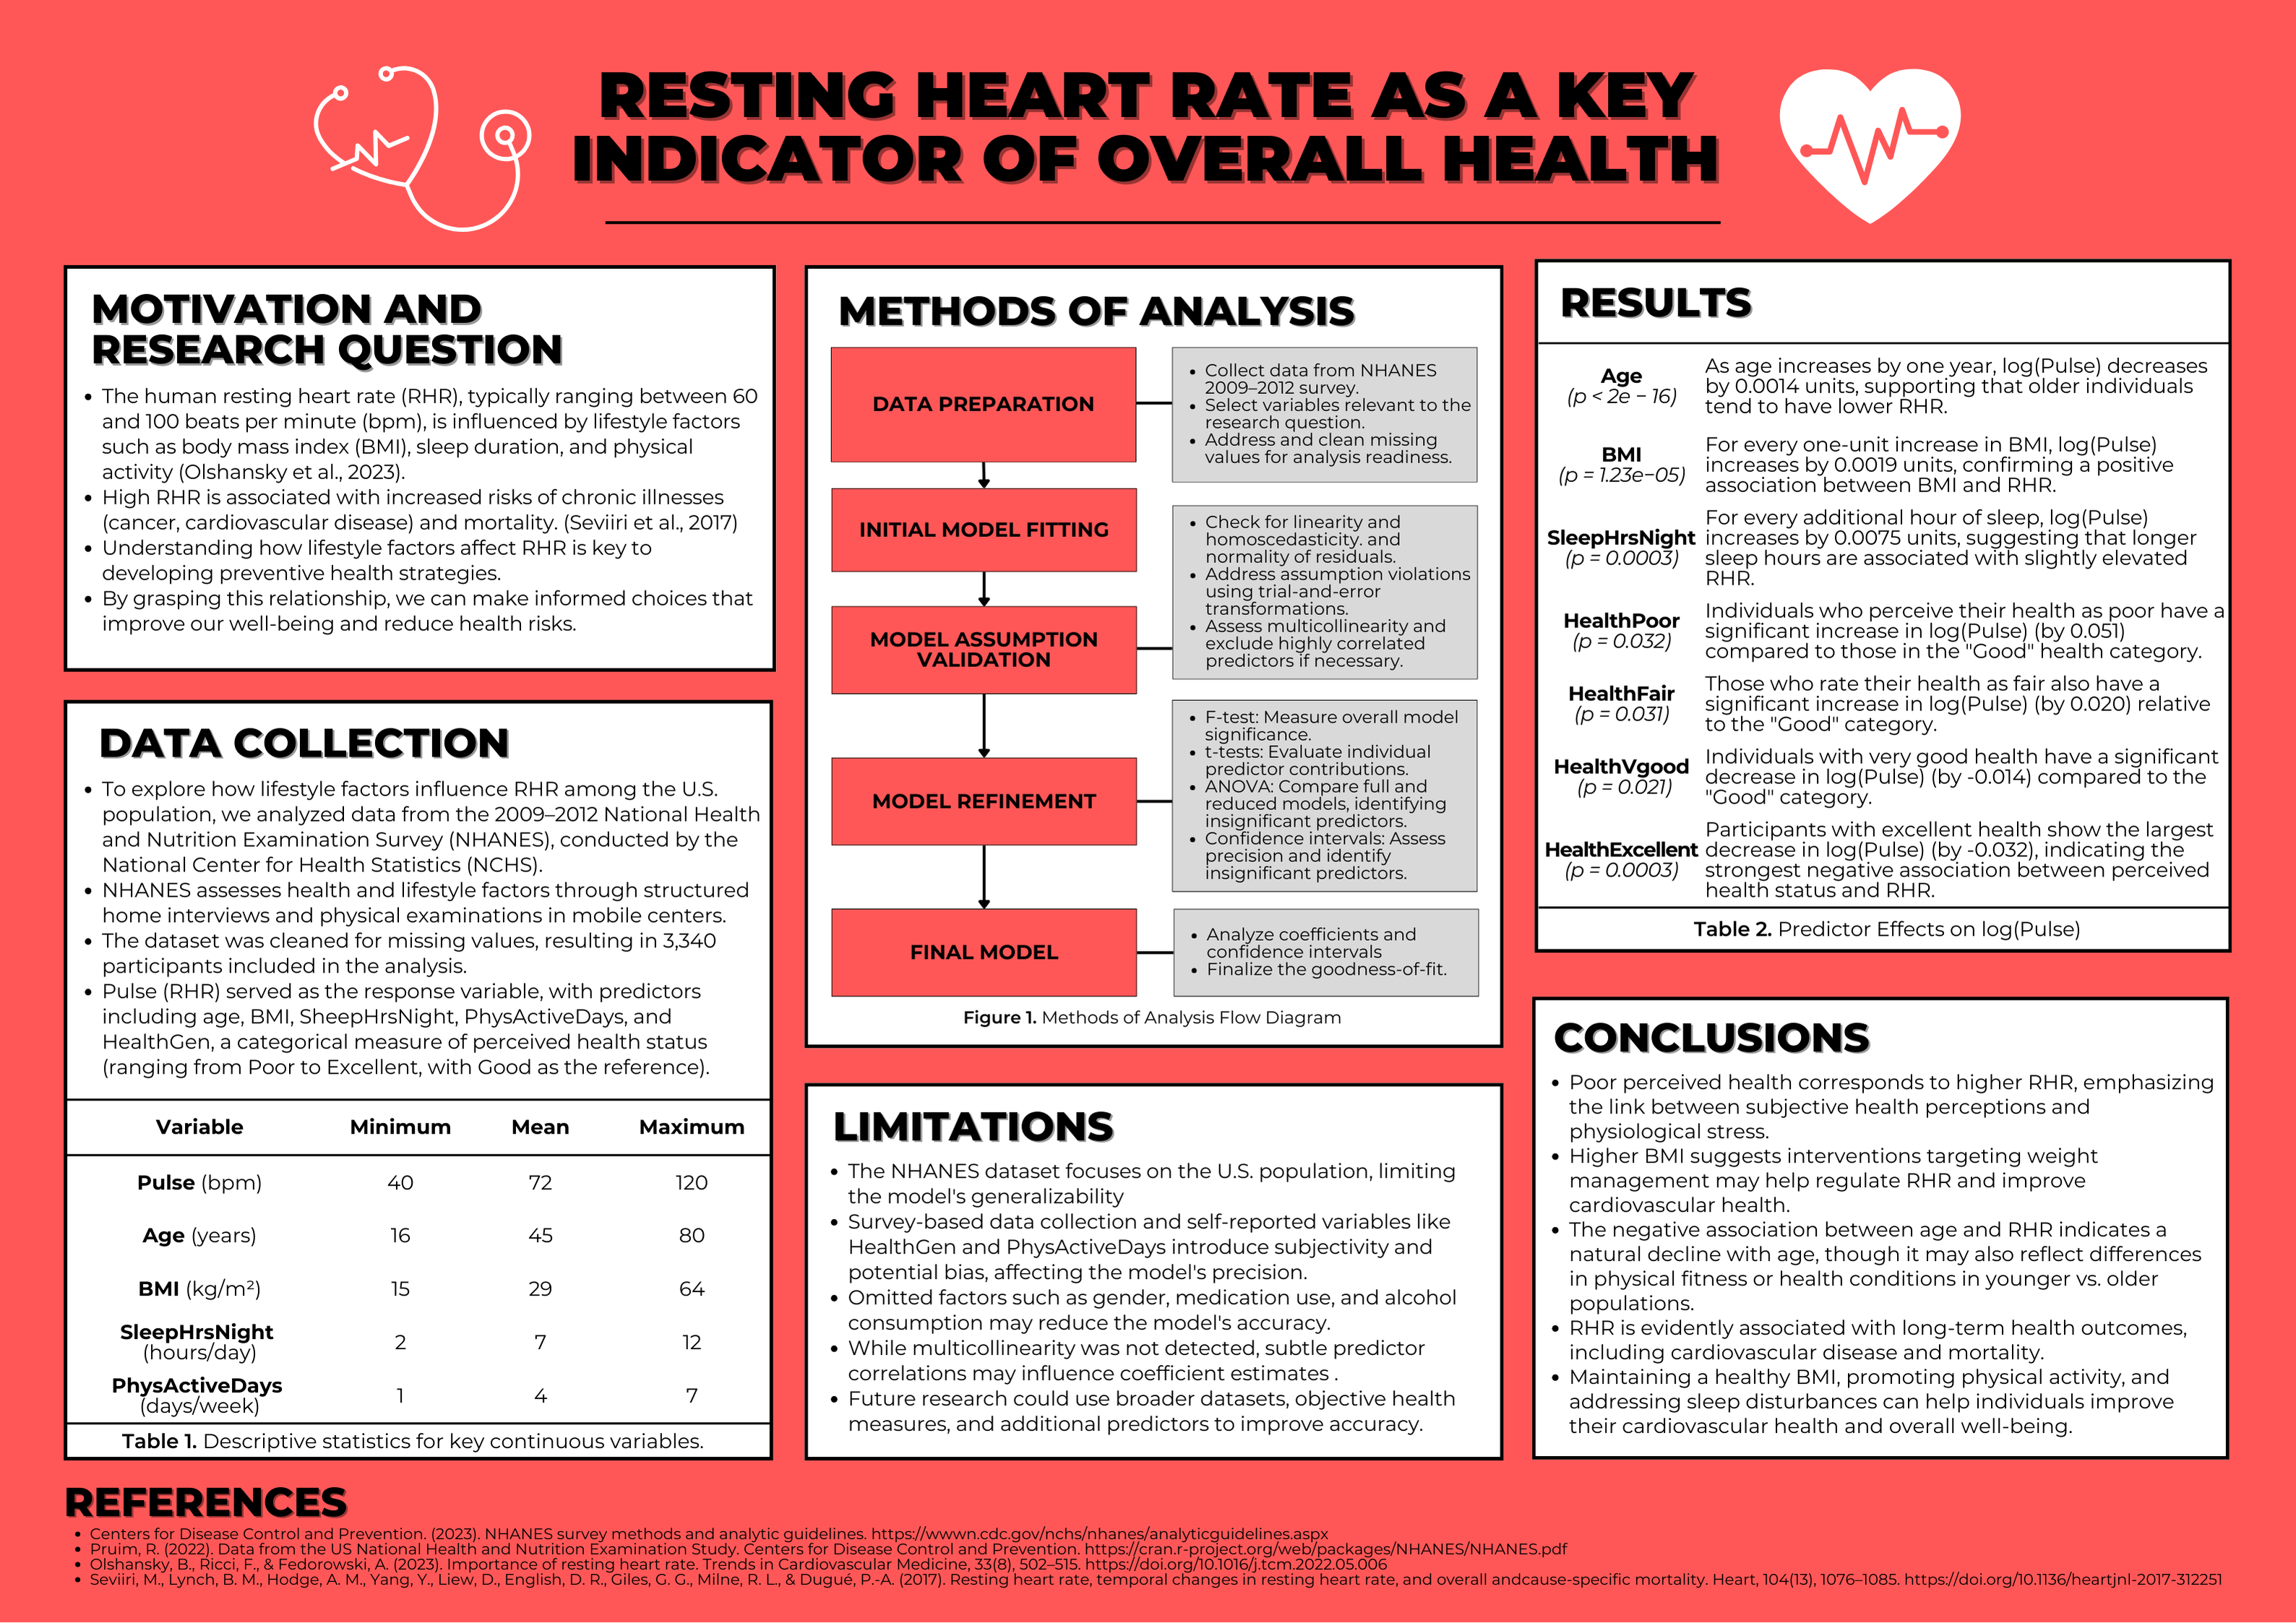 RESTING HEART RATE AS A KEY
INDICATOR OF OVERALL HEALTH
MOTIVATION AND
RESEARCH QUESTION
• The human resting heart rate (RHR), typically ranging between 60
and 100 beats per minute (bpm), is influenced by lifestyle factors
such as body mass index (BMI), sleep duration, and physical
activity (Olshansky et al., 2023).
• High RHR is associated with increased risks of chronic illnesses
(cancer, cardiovascular disease) and mortality. (Seviiri et al., 2017)
• Understanding how lifestyle factors affect RHR is key to
developing preventive health strategies.
• By grasping this relationship, we can make informed choices that
improve our well-being and reduce health risks.
DATA COLLECTION
• To explore how lifestyle factors influence RHR among the U.S.
population, we analyzed data from the 2009–2012 National Health
and Nutrition Examination Survey (NHANES), conducted by the
National Center for Health Statistics (NCHS).
• NHANES assesses health and lifestyle factors through structured
home interviews and physical examinations in mobile centers.
• The dataset was cleaned for missing values, resulting in 3,340
participants included in the analysis.
• Pulse (RHR) served as the response variable, with predictors
including age, BMI, SheepHrsNight, PhysActiveDays, and
HealthGen, a categorical measure of perceived health status
(ranging from Poor to Excellent, with Good as the reference).
Variable Minimum Mean Maximum
Pulse (bpm) 40 72 120
Age (years) 16 45 80
BMI (kg/m²) 15 29 64
SleepHrsNight
(hours/day) 2 7 12
PhysActiveDays
(days/week) 1 4 7
Table 1. Descriptive statistics for key continuous variables.
METHODS OF ANALYSIS
DATA PREPARATION
• Collect data from NHANES
2009–2012 survey.
• Select variables relevant to the
research question.
• Address and clean missing
values for analysis readiness.
INITIAL MODEL FITTING
MODEL ASSUMPTION
VALIDATION
• Check for linearity and
homoscedasticity. and
normality of residuals.
• Address assumption violations
using trial-and-error
transformations.
• Assess multicollinearity and
exclude highly correlated
predictors if necessary.
MODEL REFINEMENT
• F-test: Measure overall model
significance.
• t-tests: Evaluate individual
predictor contributions.
• ANOVA: Compare full and
reduced models, identifying
insignificant predictors.
• Confidence intervals: Assess
precision and identify
insignificant predictors.
FINAL MODEL
• Analyze coefficients and
confidence intervals
• Finalize the goodness-of-fit.
Figure 1. Methods of Analysis Flow Diagram
LIMITATIONS
• The NHANES dataset focuses on the U.S. population, limiting
the model's generalizability
• Survey-based data collection and self-reported variables like
HealthGen and PhysActiveDays introduce subjectivity and
potential bias, affecting the model's precision.
• Omitted factors such as gender, medication use, and alcohol
consumption may reduce the model's accuracy.
• While multicollinearity was not detected, subtle predictor
correlations may influence coefficient estimates .
• Future research could use broader datasets, objective health
measures, and additional predictors to improve accuracy.
RESULTS
Age
(p < 2e − 16)
As age increases by one year, log(Pulse) decreases
by 0.0014 units, supporting that older individuals
tend to have lower RHR.
BMI
(p = 1.23e−05)
For every one-unit increase in BMI, log(Pulse)
increases by 0.0019 units, confirming a positive
association between BMI and RHR.
SleepHrsNight
(p = 0.0003)
For every additional hour of sleep, log(Pulse)
increases by 0.0075 units, suggesting that longer
sleep hours are associated with slightly elevated
RHR.
HealthPoor
(p = 0.032)
Individuals who perceive their health as poor have a
significant increase in log(Pulse) (by 0.051)
compared to those in the "Good" health category.
HealthFair
(p = 0.031)
Those who rate their health as fair also have a
significant increase in log(Pulse) (by 0.020) relative
to the "Good" category.
HealthVgood
(p = 0.021)
Individuals with very good health have a significant
decrease in log(Pulse) (by -0.014) compared to the
"Good" category.
HealthExcellent
(p = 0.0003)
Participants with excellent health show the largest
decrease in log(Pulse) (by -0.032), indicating the
strongest negative association between perceived
health status and RHR.
Table 2. Predictor Effects on log(Pulse)
CONCLUSIONS
• Poor perceived health corresponds to higher RHR, emphasizing
the link between subjective health perceptions and
physiological stress.
• Higher BMI suggests interventions targeting weight
management may help regulate RHR and improve
cardiovascular health.
• The negative association between age and RHR indicates a
natural decline with age, though it may also reflect differences
in physical fitness or health conditions in younger vs. older
populations.
• RHR is evidently associated with long-term health outcomes,
including cardiovascular disease and mortality.
• Maintaining a healthy BMI, promoting physical activity, and
addressing sleep disturbances can help individuals improve
their cardiovascular health and overall well-being.
REFERENCES
• Centers for Disease Control and Prevention. (2023). NHANES survey methods and analytic guidelines. https://wwwn.cdc.gov/nchs/nhanes/analyticguidelines.aspx
• Pruim, R. (2022). Data from the US National Health and Nutrition Examination Study. Centers for Disease Control and Prevention. https://cran.r-project.org/web/packages/NHANES/NHANES.pdf
• Olshansky, B., Ricci, F., & Fedorowski, A. (2023). Importance of resting heart rate. Trends in Cardiovascular Medicine, 33(8), 502–515. https://doi.org/10.1016/j.tcm.2022.05.006
• Seviiri, M., Lynch, B. M., Hodge, A. M., Yang, Y., Liew, D., English, D. R., Giles, G. G., Milne, R. L., & Dugué, P.-A. (2017). Resting heart rate, temporal changes in resting heart rate, and overall andcause-specific mortality. Heart, 104(13), 1076–1085. https://doi.org/10.1136/heartjnl-2017-312251